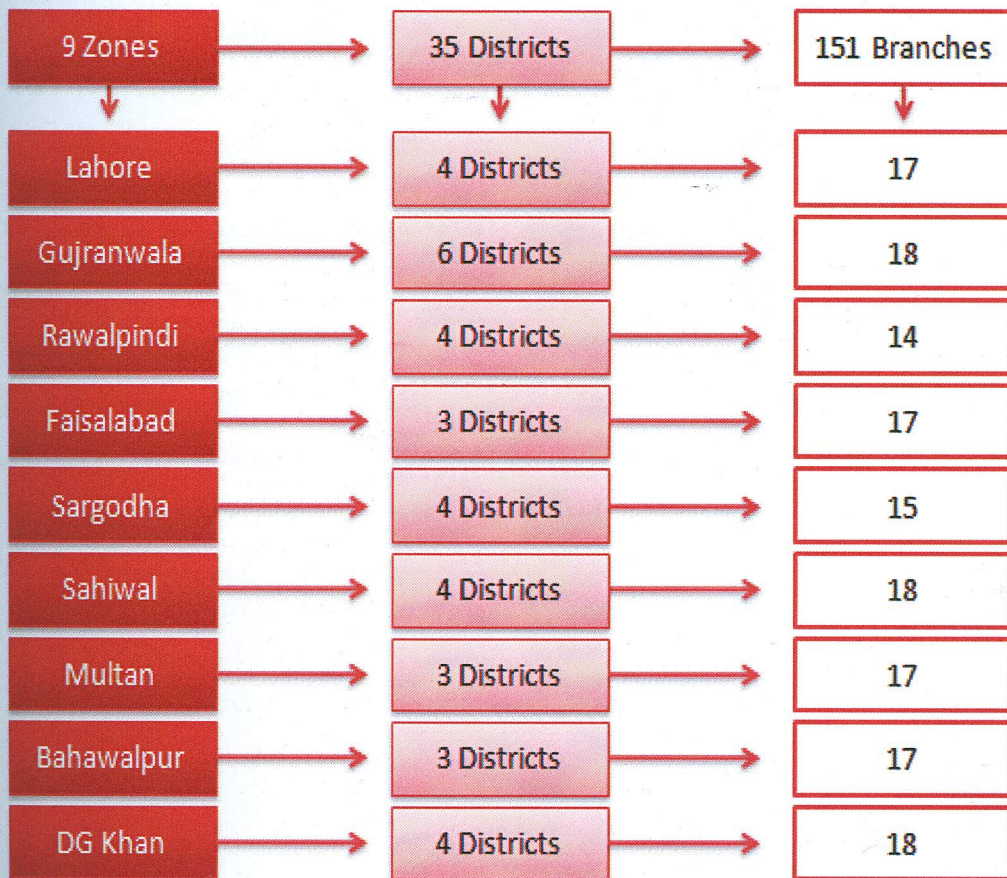 9 Zones
35 Districts
151 Branches
Lahore
4 Districts
17
Gujranwala
6 Districts
18
Rawalpindi
4 Districts
14
Faisalabad
3 Districts
17
Sargodha
4 Districts
15
Sahiwal
4 Districts
18
Multan
3 Districts
17
Bahawalpur
3 Districts
17
DG Khan
4 Districts
18